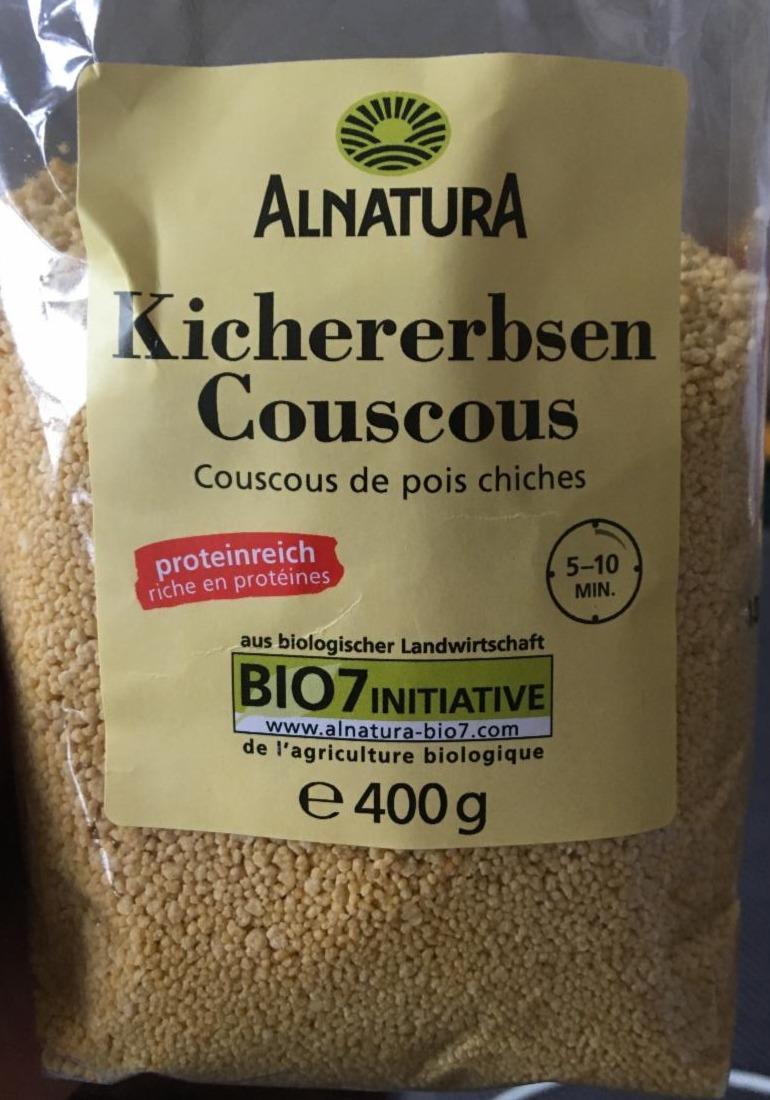 ALNATURA
Kichererbsen
Couscous
Couscous de pois chiches
proteinreich
riche en protéines
5–10
MIN.
aus biologischer Landwirtschaft
BIO7 INITIATIVE
www.alnatura-bio7.com
de l'agriculture biologique
e 400 g